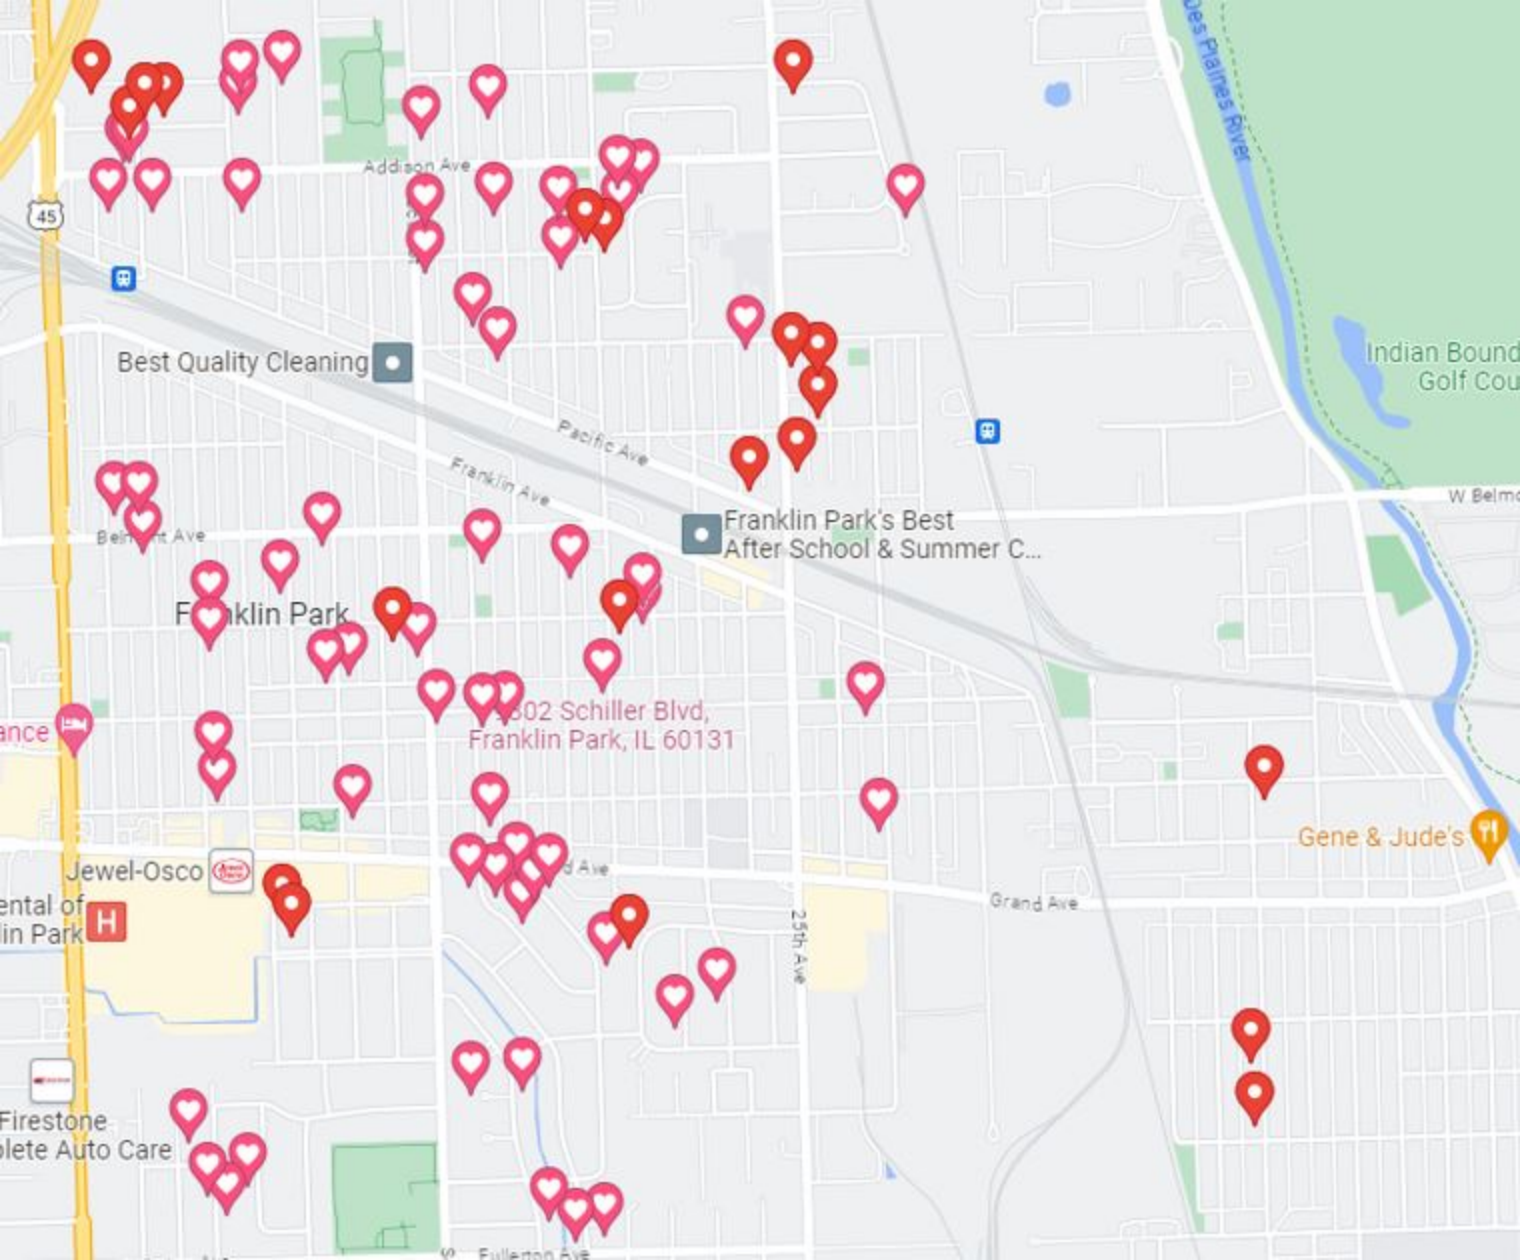 Des Plaines River
Addison Ave
45
Best Quality Cleaning
Indian Bound
Golf Cou
Pacific Ave
Franklin Ave
W Belmo
Franklin Park's Best
After School & Summer C...
Ave
Franklin Park
302 Schiller Blvd,
Franklin Park, IL 60131
ance
Gene & Jude's
Jewel-Osco
d Ave
Grand Ave
ental of
lin Park
H
25th Ave
Firestone
plete Auto Care
Fullerton Ave
S